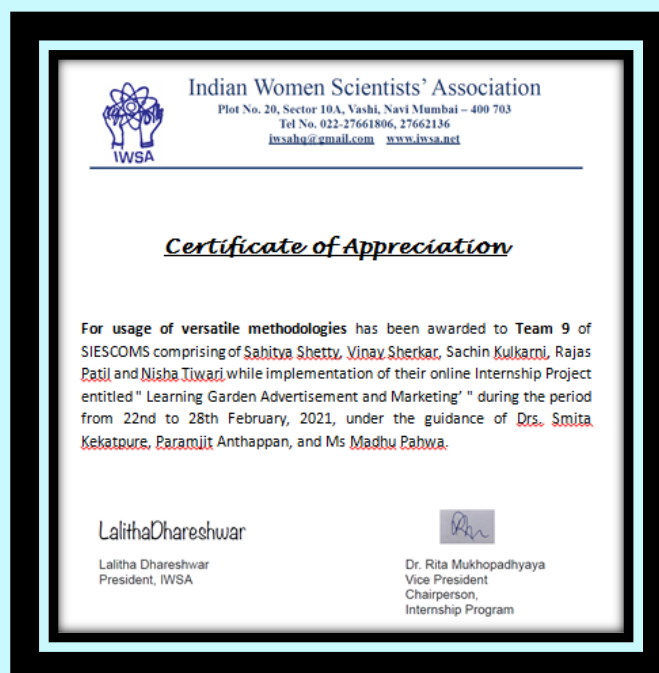 Indian Women Scientists' Association
Plot No. 20, Sector 10A, Vashi, Navi Mumbai – 400 703
Tel No. 022-27661806, 27662136
iwsahq@gmail.com www.iwsa.net
IWSA
Certificate of Appreciation
For usage of versatile methodologies has been awarded to Team 9 of
SIESCOMS comprising of Sahitya Shetty, Vinay Sherkar, Sachin Kulkarni, Rajas
Patil and Nisha Tiwari while implementation of their online Internship Project
entitled " Learning Garden Advertisement and Marketing' " during the period
from 22nd to 28th February, 2021, under the guidance of Drs. Smita
Kekatpure, Paramjit Anthappan, and Ms Madhu Pahwa.
LalithaDhareshwar
Lalitha Dhareshwar
President, IWSA
Dr. Rita Mukhopadhyaya
Vice President
Chairperson,
Internship Program